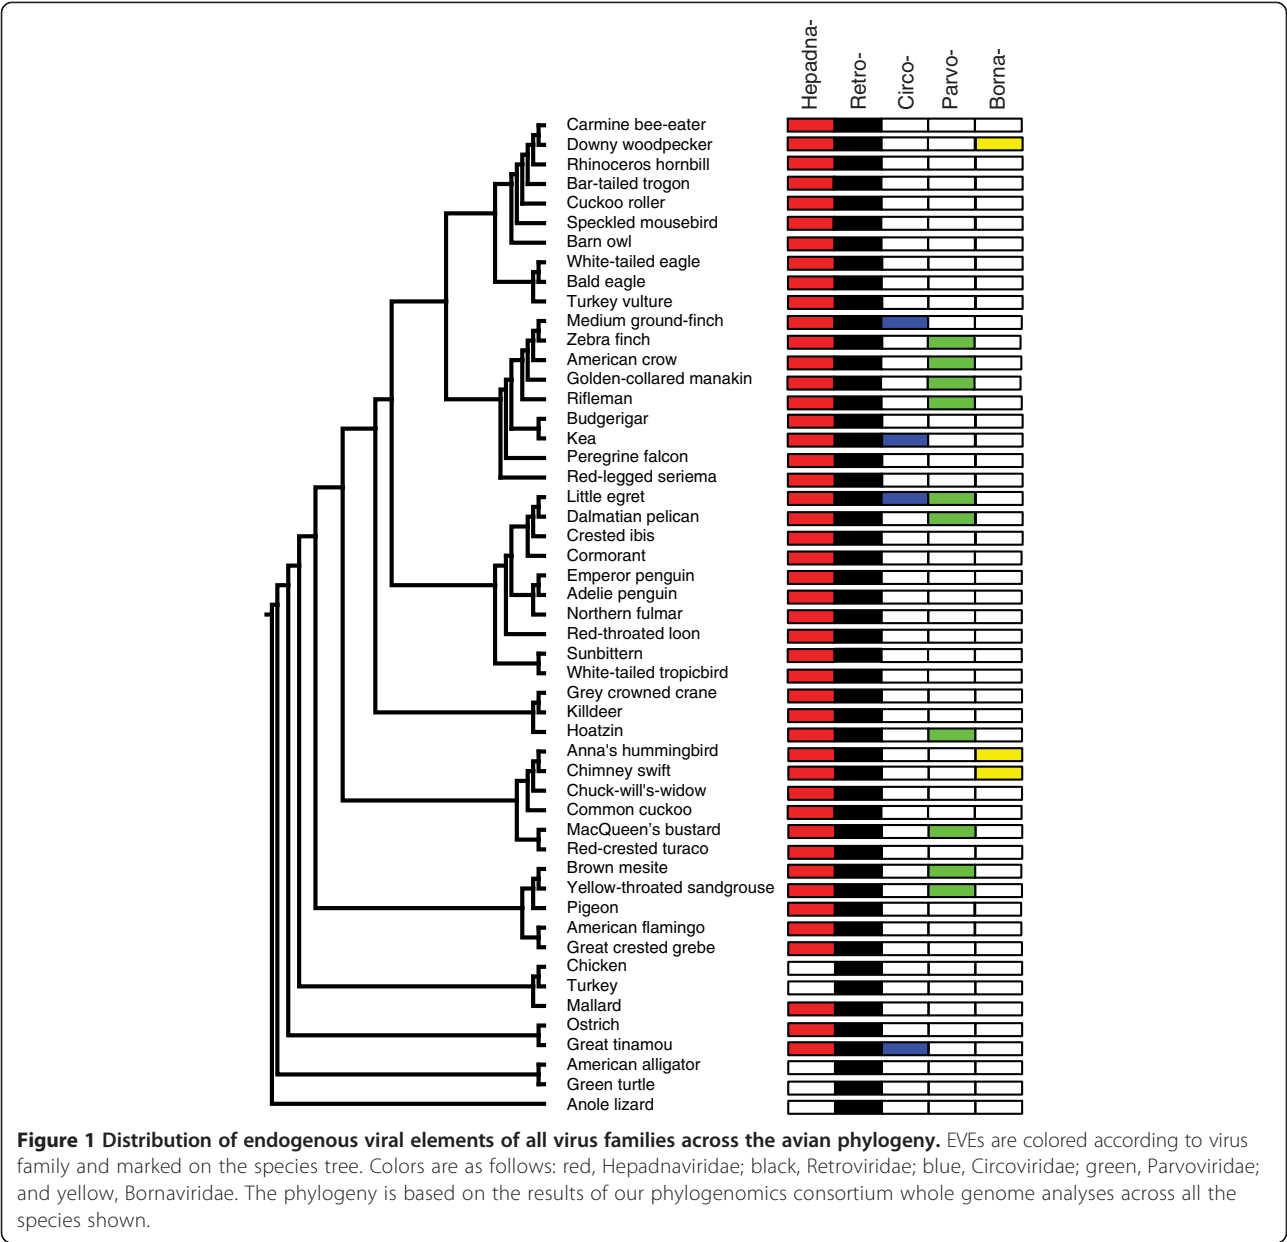 Hepadna-
Retro-
Circo-
Parvo-
Borna-
Carmine bee-eater
Downy woodpecker
Rhinoceros hornbill
Bar-tailed trogon
Cuckoo roller
Speckled mousebird
Barn owl
White-tailed eagle
Bald eagle
Turkey vulture
Medium ground-finch
Zebra finch
American crow
Golden-collared manakin
Rifleman
Budgerigar
Kea
Peregrine falcon
Red-legged seriema
Little egret
Dalmatian pelican
Crested ibis
Cormorant
Emperor penguin
Adelie penguin
Northern fulmar
Red-throated loon
Sunbittern
White-tailed tropicbird
Grey crowned crane
Killdeer
Hoatzin
Anna's hummingbird
Chimney swift
Chuck-will's-widow
Common cuckoo
MacQueen's bustard
Red-crested turaco
Brown mesite
Yellow-throated sandgrouse
Pigeon
American flamingo
Great crested grebe
Chicken
Turkey
Mallard
Ostrich
Great tinamou
American alligator
Green turtle
Anole lizard
Figure 1 Distribution of endogenous viral elements of all virus families across the avian phylogeny. EVEs are colored according to virus
family and marked on the species tree. Colors are as follows: red, Hepadnaviridae; black, Retroviridae; blue, Circoviridae; green, Parvoviridae;
and yellow, Bornaviridae. The phylogeny is based on the results of our phylogenomics consortium whole genome analyses across all the
species shown.